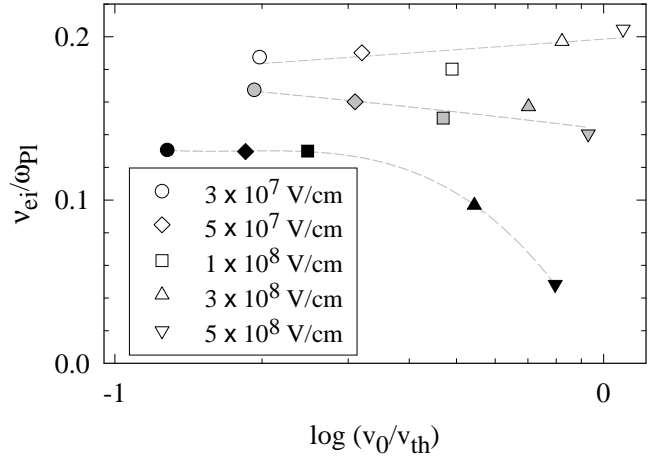 0.2
0.1
0.0
ν_ei/ω_Pl
3 x 10^7 V/cm
5 x 10^7 V/cm
1 x 10^8 V/cm
3 x 10^8 V/cm
5 x 10^8 V/cm
-1
0
log (v_0/v_th)